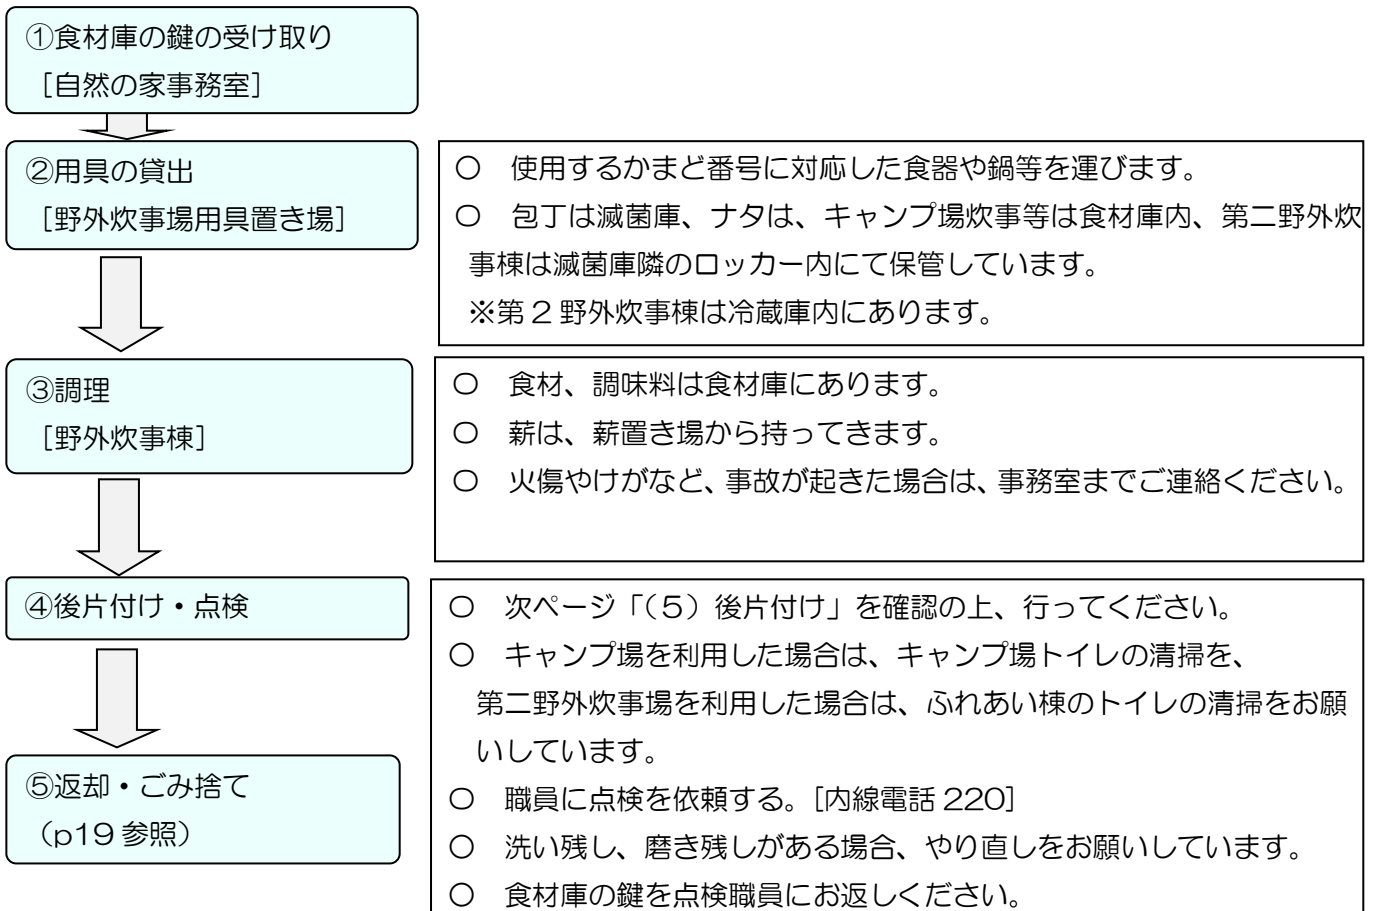 ①食材庫の鍵の受け取り
[自然の家事務室]
②用具の貸出
[野外炊事場用具置き場]
○ 使用するかまど番号に対応した食器や鍋等を運びます。
○ 包丁は滅菌庫、ナタは、キャンプ場炊事等は食材庫内、第二野外炊
事棟は滅菌庫隣のロッカー内にて保管しています。
※第2野外炊事棟は冷蔵庫内にあります。
③調理
[野外炊事棟]
○ 食材、調味料は食材庫にあります。
○ 薪は、薪置き場から持ってきます。
○ 火傷やけがなど、事故が起きた場合は、事務室までご連絡ください。
④後片付け・点検
○ 次ページ「(5)後片付け」を確認の上、行ってください。
○ キャンプ場を利用した場合は、キャンプ場トイレの清掃を、
第二野外炊事場を利用した場合は、ふれあい棟のトイレの清掃をお願
いしています。
○ 職員に点検を依頼する。[内線電話 220]
○ 洗い残し、磨き残しがある場合、やり直しをお願いしています。
○ 食材庫の鍵を点検職員にお返しください。
⑤返却・ごみ捨て
(p19 参照)